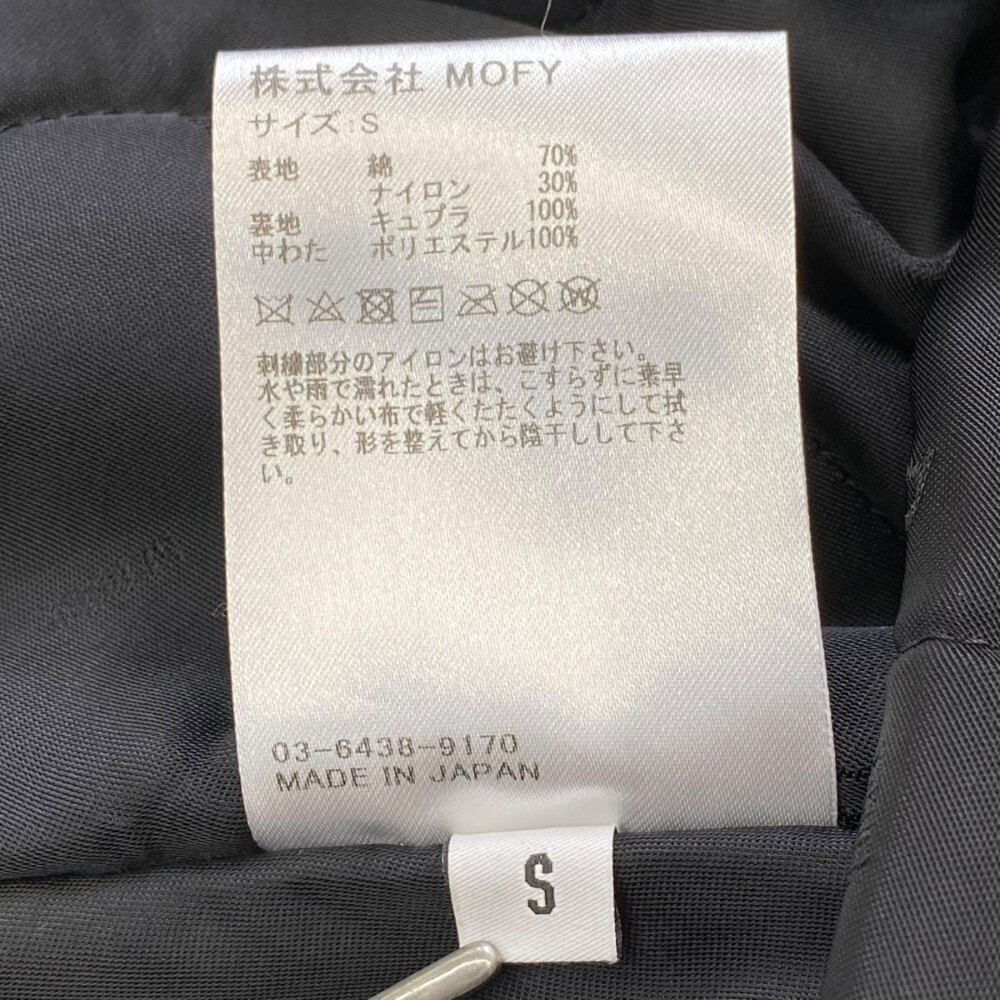 株式会社 MOFY
サイズ:S
表地 綿 70%
ナイロン 30%
裏地 キュプラ 100%
中わた ポリエステル100%
W
刺繍部分のアイロンはお避け下さい。
水や雨で濡れたときは、こすらずに素早
く柔らかい布で軽くたたくようにして拭
き取り、形を整えてから陰干しして下さ
い。
03-6438-9170
MADE IN JAPAN
S